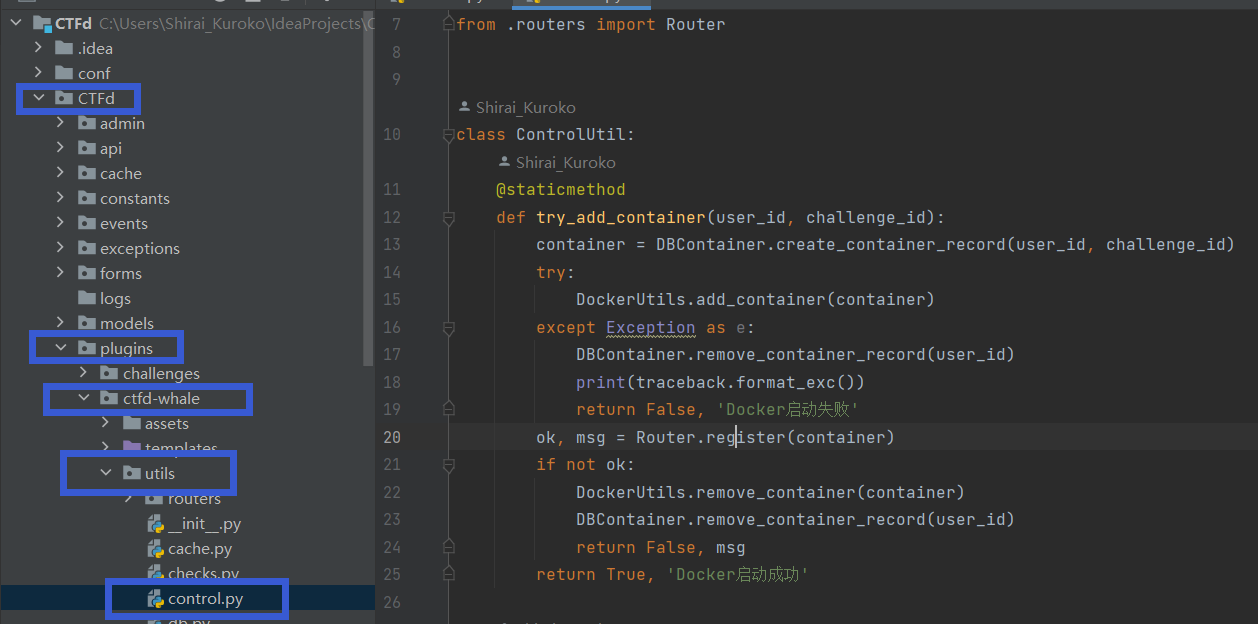 CTFd C:\Users\Shirai_Kuroko\IdeaProjects\C
.idea
conf
CTFd
admin
api
cache
constants
events
exceptions
forms
logs
models
plugins
challenges
ctfd-whale
assets
templates
utils
routers
__init__.py
cache.py
checks.py
control.py
db.py
7 from .routers import Router
8
9
Shirai_Kuroko
10 class ControlUtil:
Shirai_Kuroko
11 @staticmethod
12 def try_add_container(user_id, challenge_id):
13 container = DBContainer.create_container_record(user_id, challenge_id)
14 try:
15 DockerUtils.add_container(container)
16 except Exception as e:
17 DBContainer.remove_container_record(user_id)
18 print(traceback.format_exc())
19 return False, 'Docker启动失败'
20 ok, msg = Router.register(container)
21 if not ok:
22 DockerUtils.remove_container(container)
23 DBContainer.remove_container_record(user_id)
24 return False, msg
25 return True, 'Docker启动成功'
26